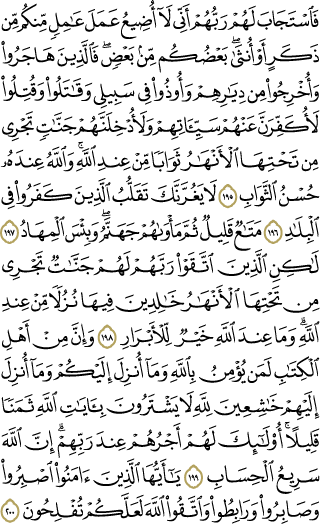 فَٱسْتَجَابَ لَهُمْ رَبُّهُمْ أَنِّى لَآ أُضِيعُ عَمَلَ عَٰمِلٍ مِّنكُم مِّن
ذَكَرٍ أَوْ أُنثَىٰ ۖ بَعْضُكُم مِّنۢ بَعْضٍ ۖ فَٱلَّذِينَ هَاجَرُوا۟
وَأُخْرِجُوا۟ مِن دِيَٰرِهِمْ وَأُوذُوا۟ فِى سَبِيلِى وَقَٰتَلُوا۟ وَقُتِلُوا۟
لَأُكَفِّرَنَّ عَنْهُمْ سَيِّـَٔاتِهِمْ وَلَأُدْخِلَنَّهُمْ جَنَّٰتٍ تَجْرِى
مِن تَحْتِهَا ٱلْأَنْهَٰرُ ثَوَابًا مِّنْ عِندِ ٱللَّهِ ۗ وَٱللَّهُ عِندَهُۥ
حُسْنُ ٱلثَّوَابِ ١٩٥ لَا يَغُرَّنَّكَ تَقَلُّبُ ٱلَّذِينَ كَفَرُوا۟ فِى
ٱلْبِلَٰدِ ١٩٦ مَتَٰعٌ قَلِيلٌ ثُمَّ مَأْوَىٰهُمْ جَهَنَّمُ ۚ وَبِئْسَ ٱلْمِهَادُ ١٩٧
لَٰكِنِ ٱلَّذِينَ ٱتَّقَوْا۟ رَبَّهُمْ لَهُمْ جَنَّٰتٌ تَجْرِى
مِن تَحْتِهَا ٱلْأَنْهَٰرُ خَٰلِدِينَ فِيهَا نُزُلًا مِّنْ عِندِ
ٱللَّهِ ۗ وَمَا عِندَ ٱللَّهِ خَيْرٌ لِّلْأَبْرَارِ ١٩٨ وَإِنَّ مِنْ أَهْلِ
ٱلْكِتَٰبِ لَمَن يُؤْمِنُ بِٱللَّهِ وَمَآ أُنزِلَ إِلَيْكُمْ وَمَآ أُنزِلَ
إِلَيْهِمْ خَٰشِعِينَ لِلَّهِ لَا يَشْتَرُونَ بِـَٔايَٰتِ ٱللَّهِ ثَمَنًا
قَلِيلًا ۗ أُو۟لَٰٓئِكَ لَهُمْ أَجْرُهُمْ عِندَ رَبِّهِمْ ۗ إِنَّ ٱللَّهَ
سَرِيعُ ٱلْحِسَابِ ١٩٩ يَٰٓأَيُّهَا ٱلَّذِينَ ءَامَنُوا۟ ٱصْبِرُوا۟
وَصَابِرُوا۟ وَرَابِطُوا۟ وَٱتَّقُوا۟ ٱللَّهَ لَعَلَّكُمْ تُفْلِحُونَ ٢٠٠